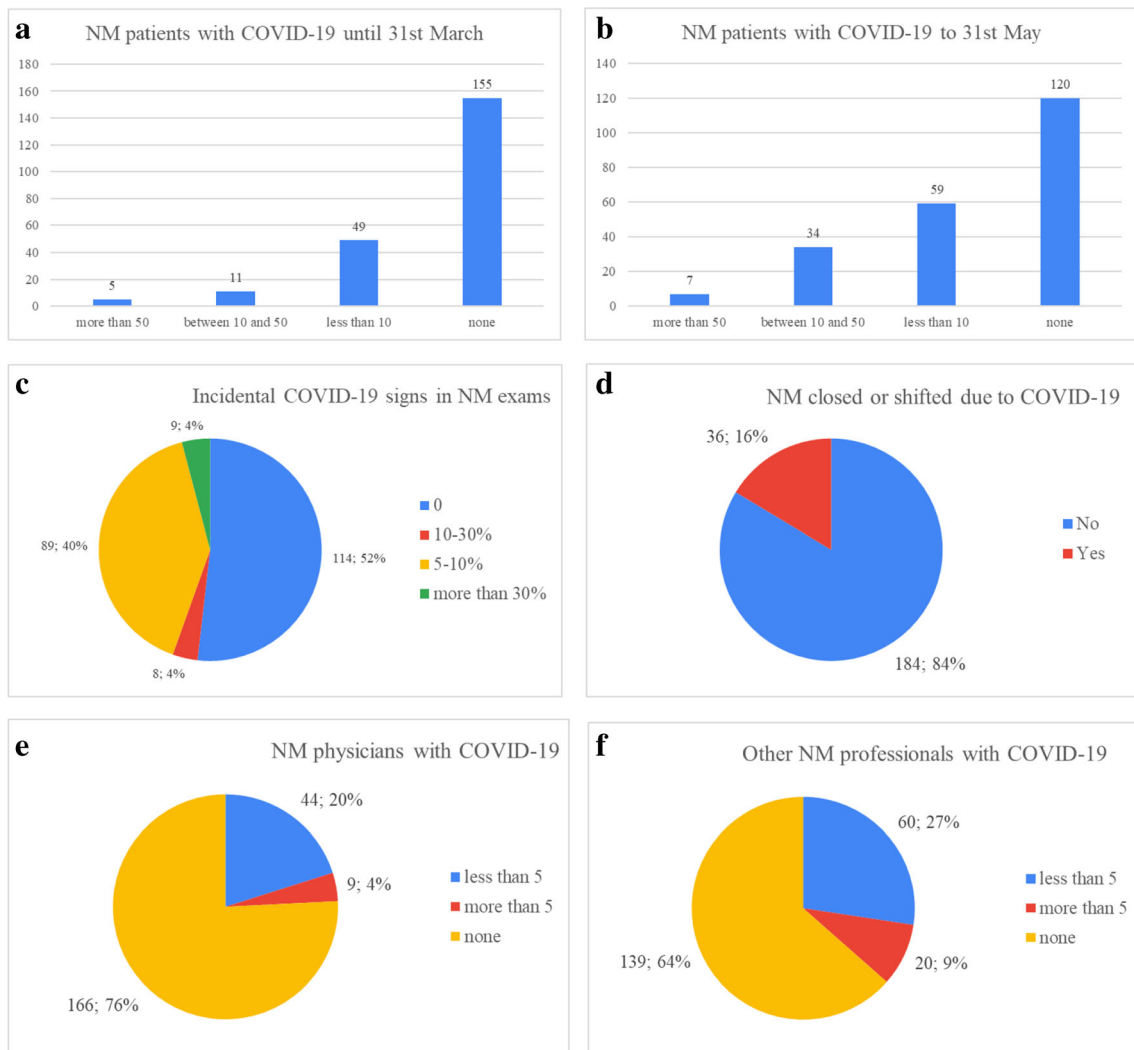 a
NM patients with COVID-19 until 31st March
180
160
140
120
100
80
60
40
20
0
5
11
49
155
more than 50
between 10 and 50
less than 10
none
b
NM patients with COVID-19 to 31st May
140
120
100
80
60
40
20
0
7
34
59
120
more than 50
between 10 and 50
less than 10
none
c
Incidental COVID-19 signs in NM exams
9; 4%
89; 40%
114; 52%
8; 4%
0
10-30%
5-10%
more than 30%
d
NM closed or shifted due to COVID-19
36; 16%
184; 84%
No
Yes
e
NM physicians with COVID-19
44; 20%
9; 4%
166; 76%
less than 5
more than 5
none
f
Other NM professionals with COVID-19
60; 27%
20; 9%
139; 64%
less than 5
more than 5
none